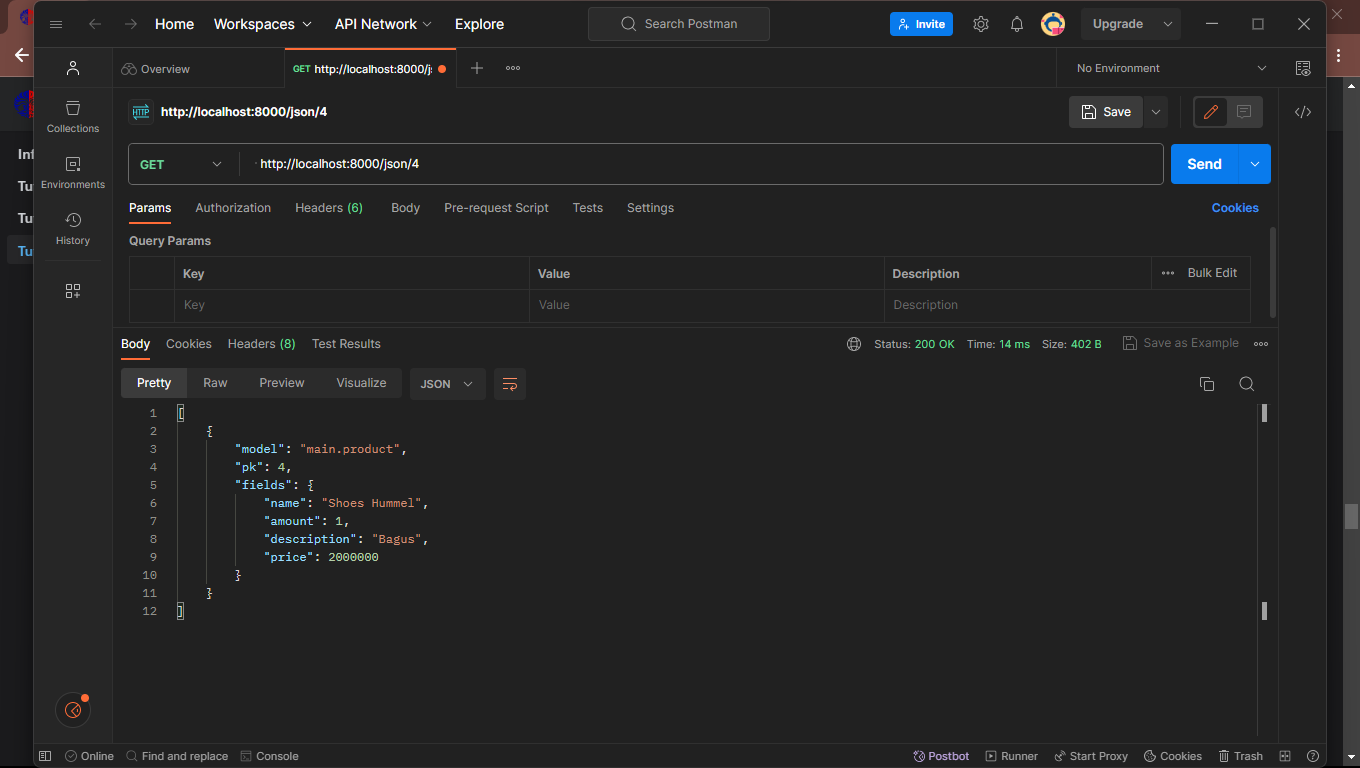 Home Workspaces API Network Explore Search Postman Invite Upgrade
Overview GET http://localhost:8000/js No Environment
HTTP http://localhost:8000/json/4 Save
Collections
GET http://localhost:8000/json/4 Send
Environments
Params Authorization Headers (6) Body Pre-request Script Tests Settings Cookies
History
Query Params
Key Value Description Bulk Edit
Key Value Description
Body Cookies Headers (8) Test Results Status: 200 OK Time: 14 ms Size: 402 B Save as Example
Pretty Raw Preview Visualize JSON
1 [
2 {
3 "model": "main.product",
4 "pk": 4,
5 "fields": {
6 "name": "Shoes Hummel",
7 "amount": 1,
8 "description": "Bagus",
9 "price": 2000000
10 }
11 }
12 ]
Online Find and replace Console Postbot Runner Start Proxy Cookies Trash